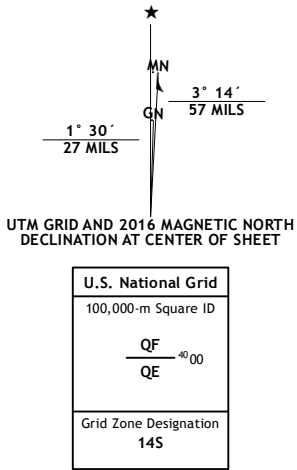 ★
MN
3° 14´
57 MILS
GN
1° 30´
27 MILS
UTM GRID AND 2016 MAGNETIC NORTH
DECLINATION AT CENTER OF SHEET
U.S. National Grid
100,000-m Square ID
QF
4000
QE
Grid Zone Designation
14S